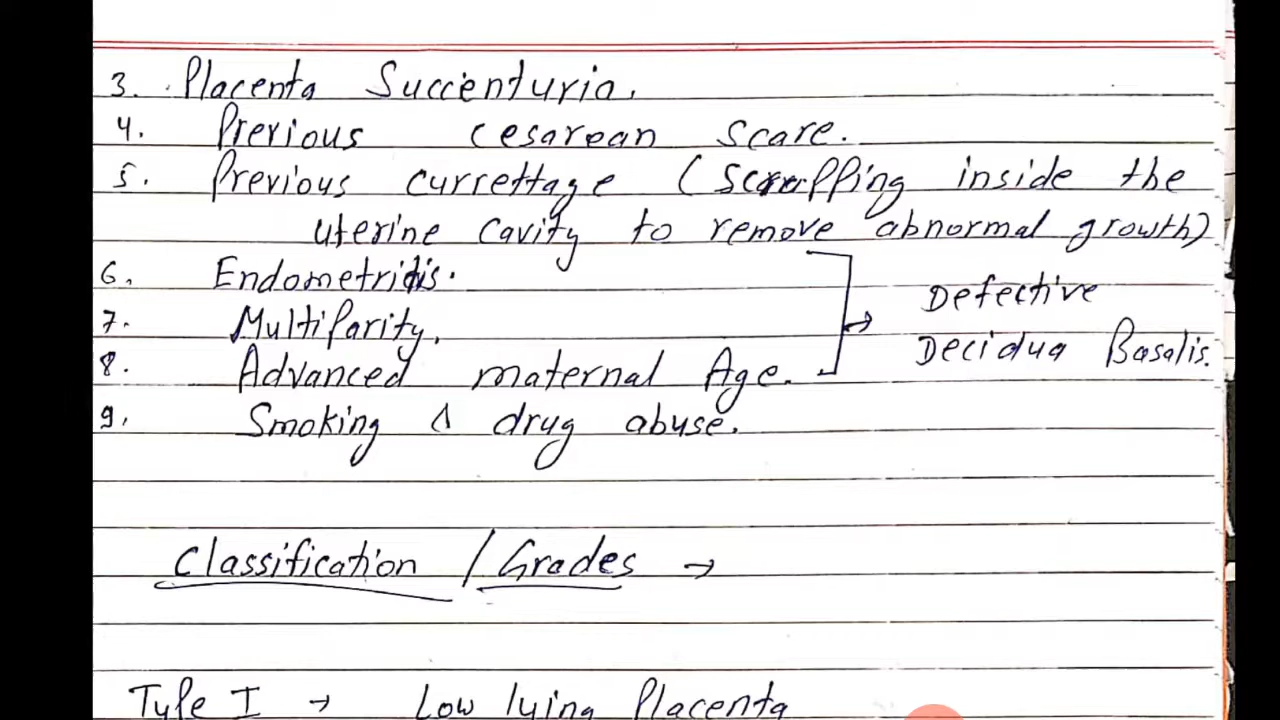 3. Placenta Succenturia.
4. Previous cesarean scare.
5. Previous currettage (scrapping inside the
uterine cavity to remove abnormal growth)
6. Endometritis.
7. Multiparity.
8. Advanced maternal Age.
Defective
Decidua Basalis.
9. Smoking & drug abuse.
Classification / Grades →
Type I → Low lying Placenta